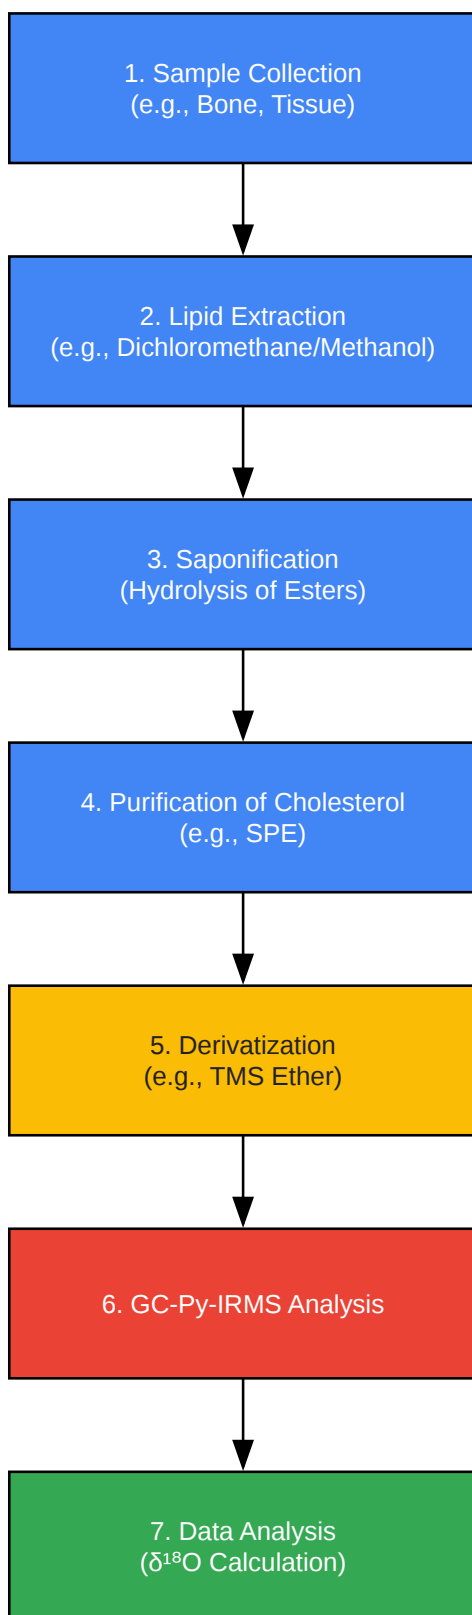 1. Sample Collection
(e.g., Bone, Tissue)
2. Lipid Extraction
(e.g., Dichloromethane/Methanol)
3. Saponification
(Hydrolysis of Esters)
4. Purification of Cholesterol
(e.g., SPE)
5. Derivatization
(e.g., TMS Ether)
6. GC-Py-IRMS Analysis
7. Data Analysis
(δ¹⁸O Calculation)